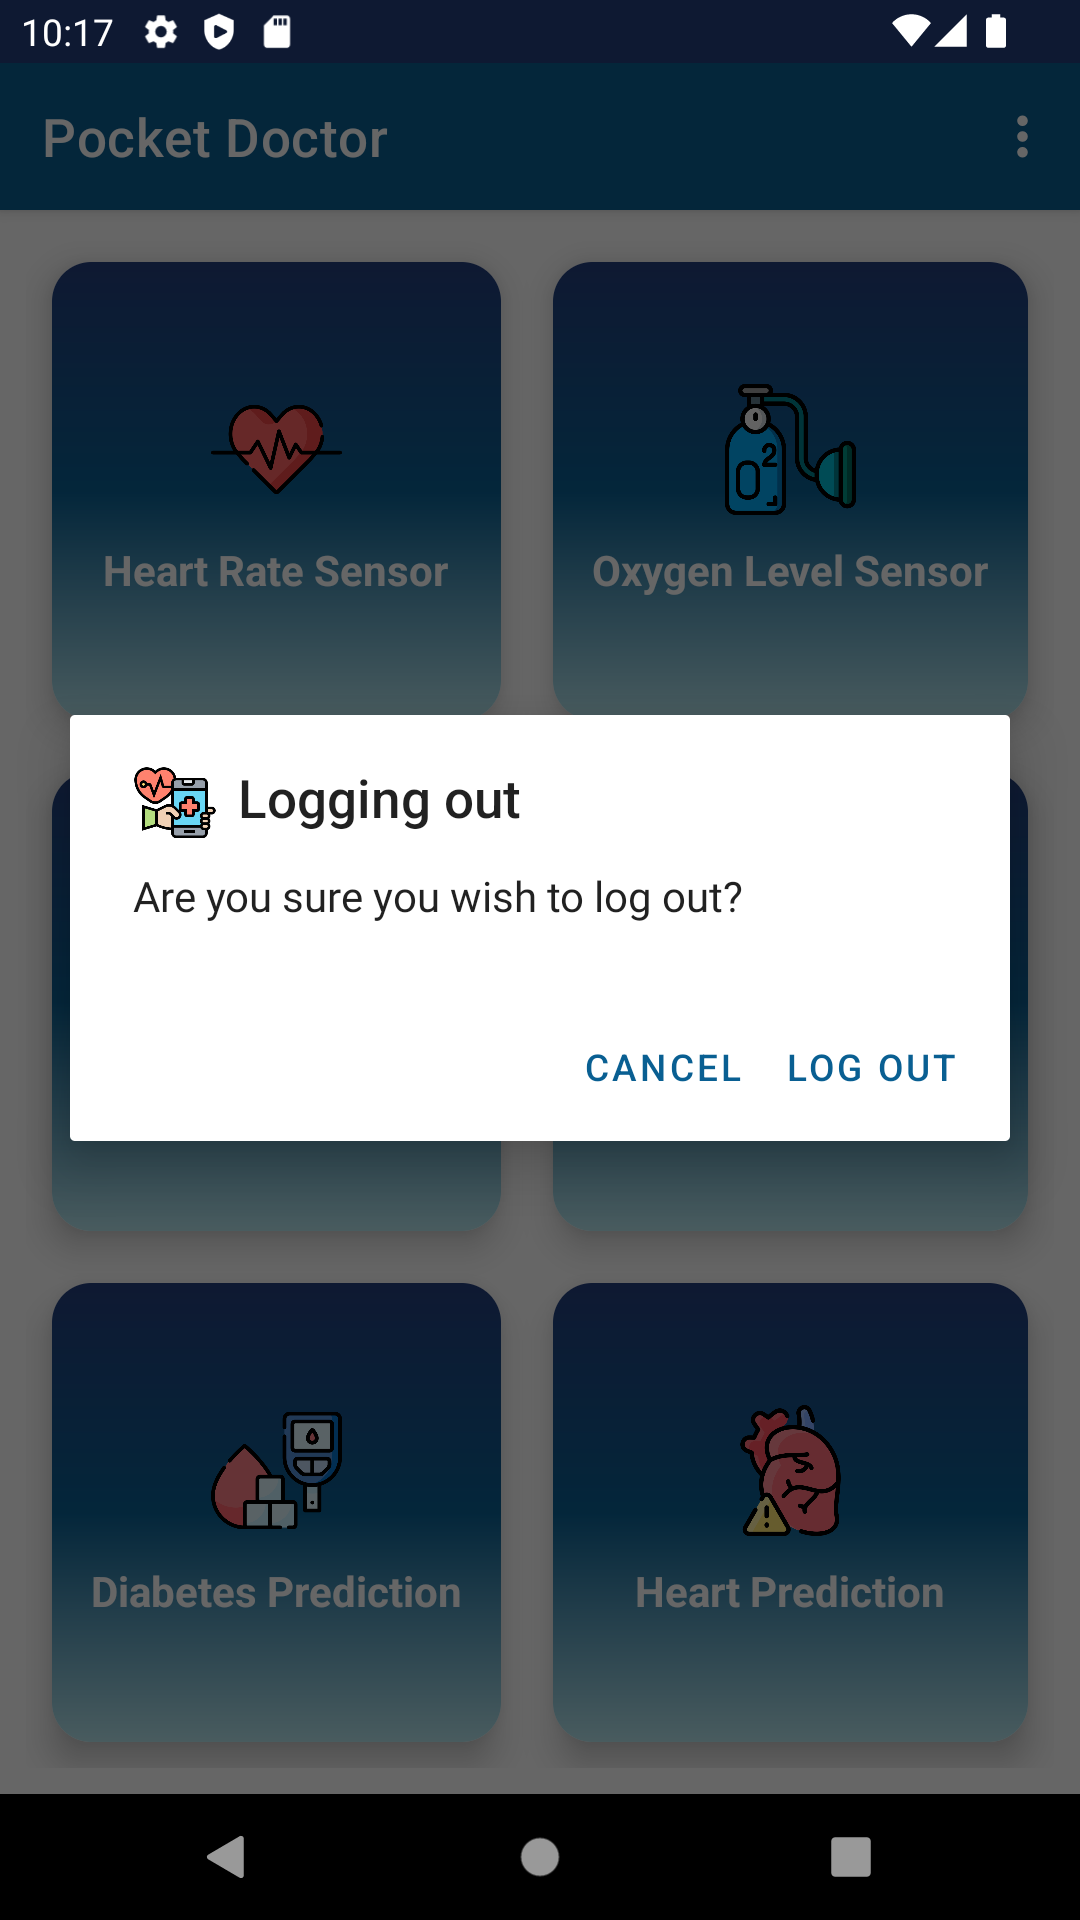 10:17
Pocket Doctor
Heart Rate Sensor
Oxygen Level Sensor
Logging out
Are you sure you wish to log out?
CANCEL
LOG OUT
Diabetes Prediction
Heart Prediction